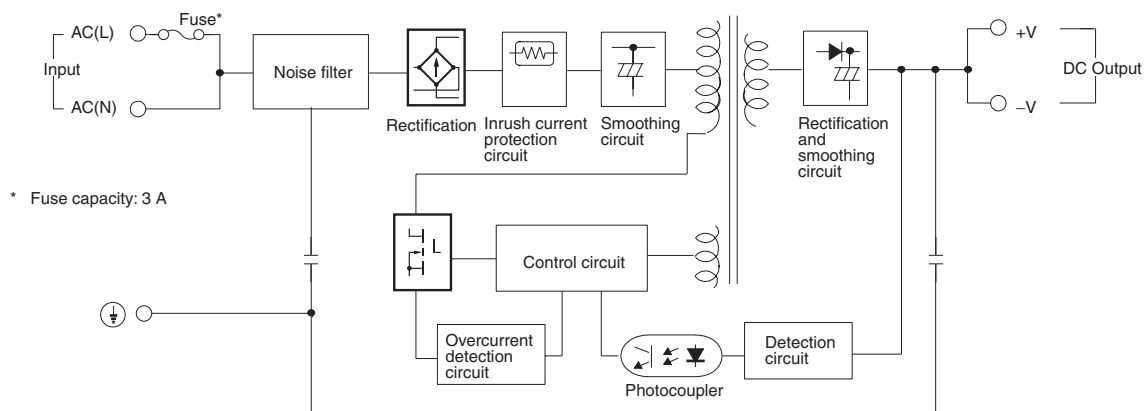 Fuse*
AC(L)
Input
AC(N)
Noise filter
Rectification
Inrush current
protection
circuit
Smoothing
circuit
Rectification
and
smoothing
circuit
+V
DC Output
–V
* Fuse capacity: 3 A
Control circuit
Overcurrent
detection
circuit
Photocoupler
Detection
circuit